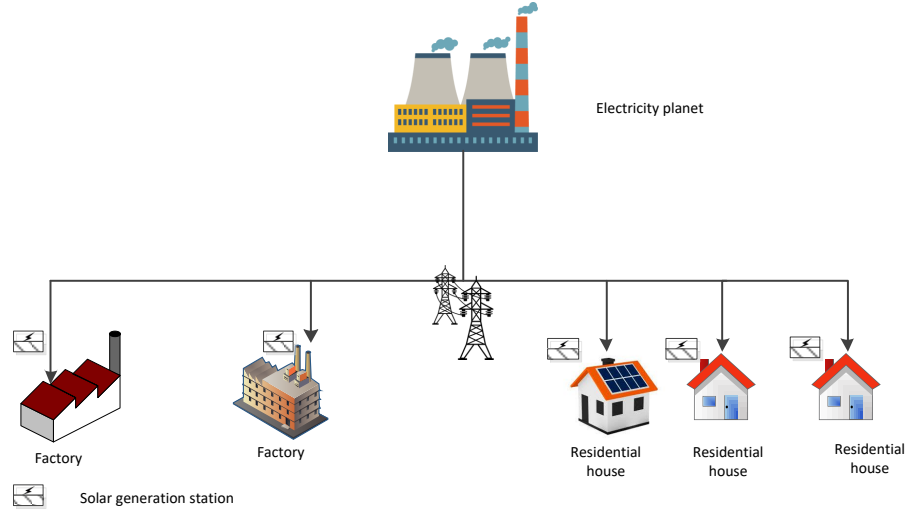 Electricity planet
Factory
Factory
Residential
house
Residential
house
Residential
house
Solar generation station